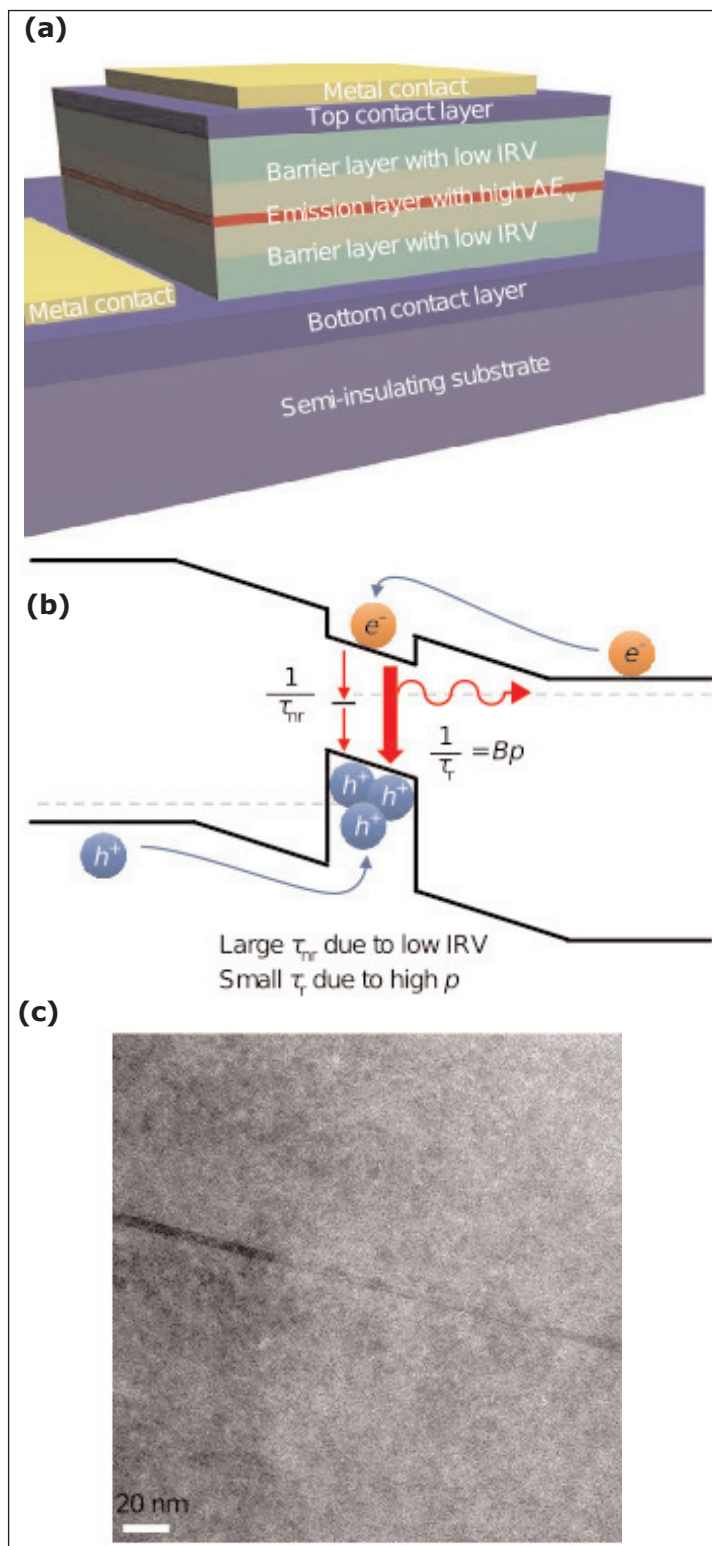 (a)
Metal contact
Top contact layer
Barrier layer with low IRV
Emission layer with high ΔEᵥ
Barrier layer with low IRV
Metal contact
Bottom contact layer
Semi-insulating substrate
(b)
e⁻
e⁻
1/τnr
1/τr = Bp
h⁺
h⁺
h⁺
h⁺
Large τnr due to low IRV
Small τr due to high p
(c)
20 nm